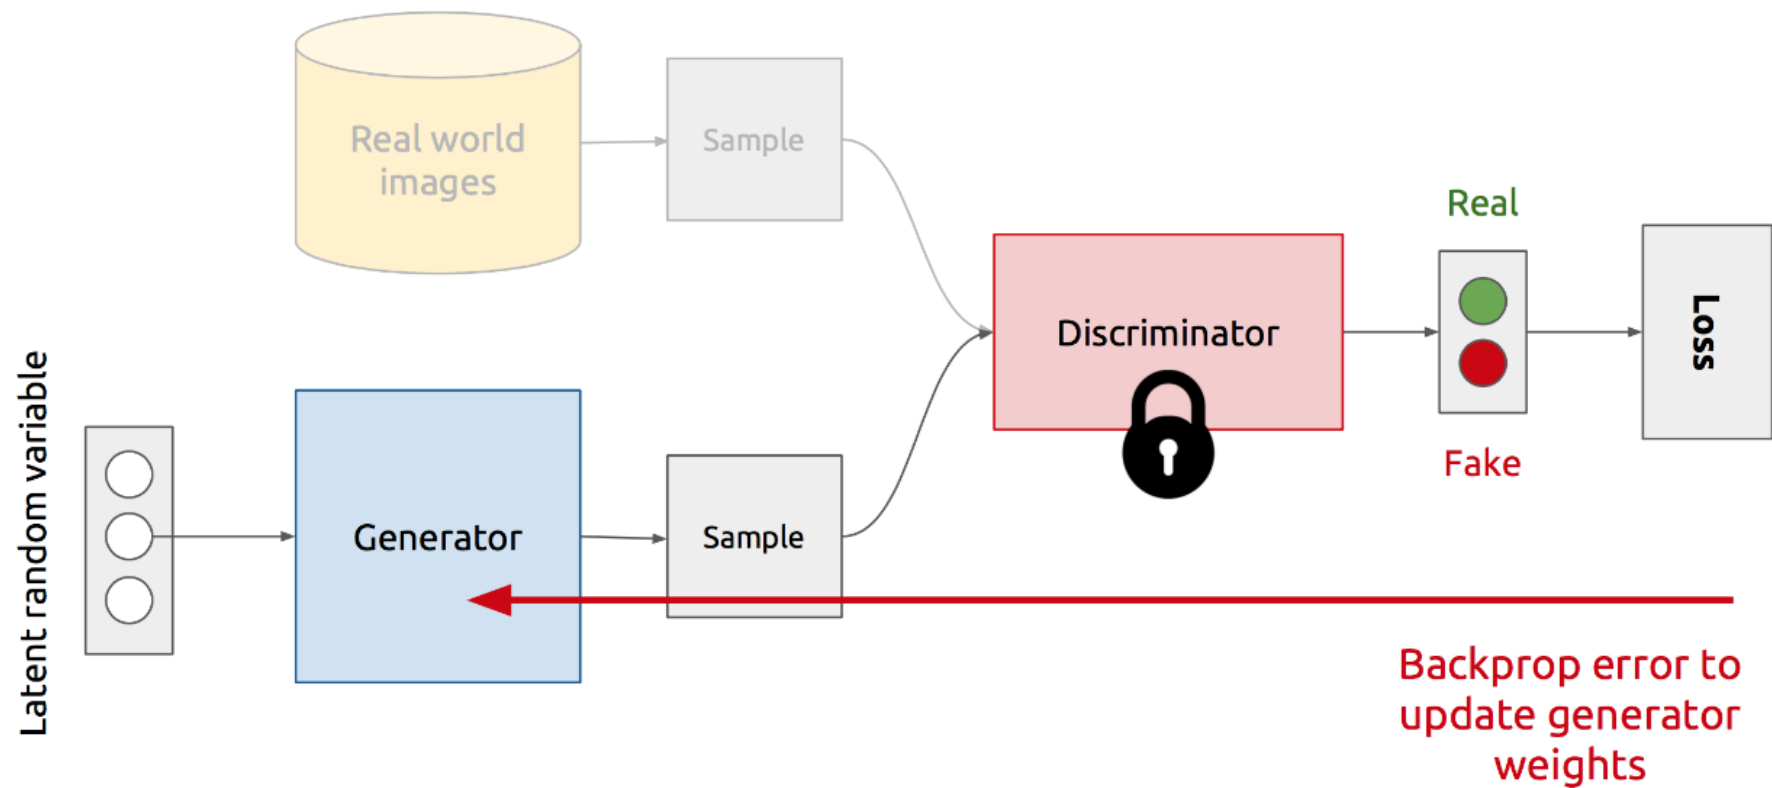 Real world
images
Sample
Real
Discriminator
Loss
Fake
Latent random variable
Generator
Sample
Backprop error to
update generator
weights